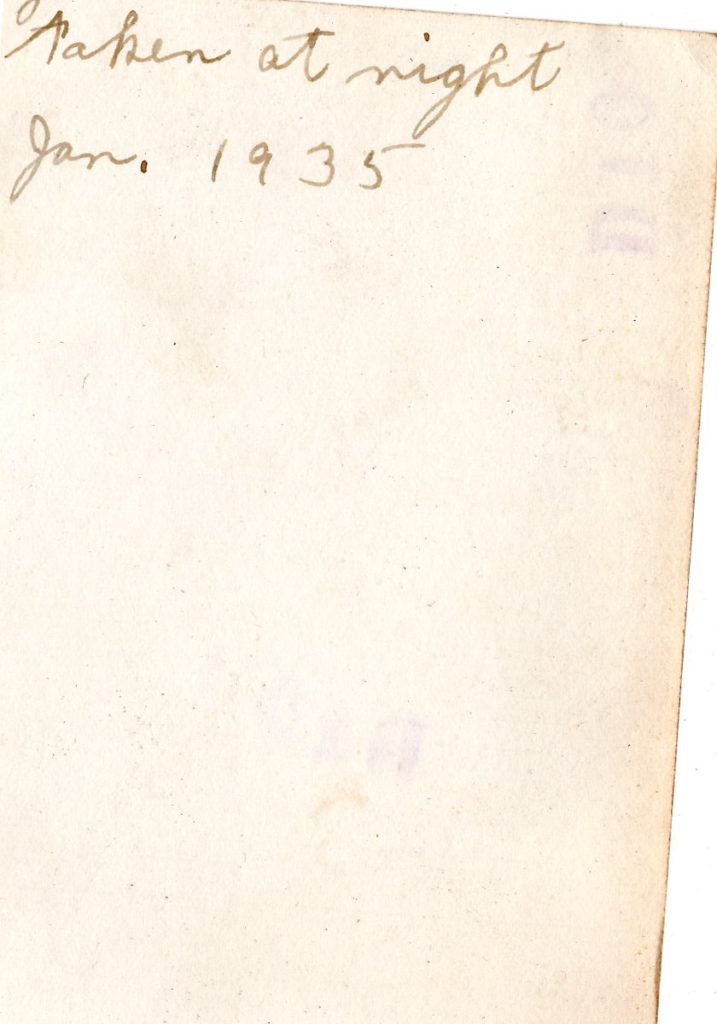 taken at night
Jan. 1935